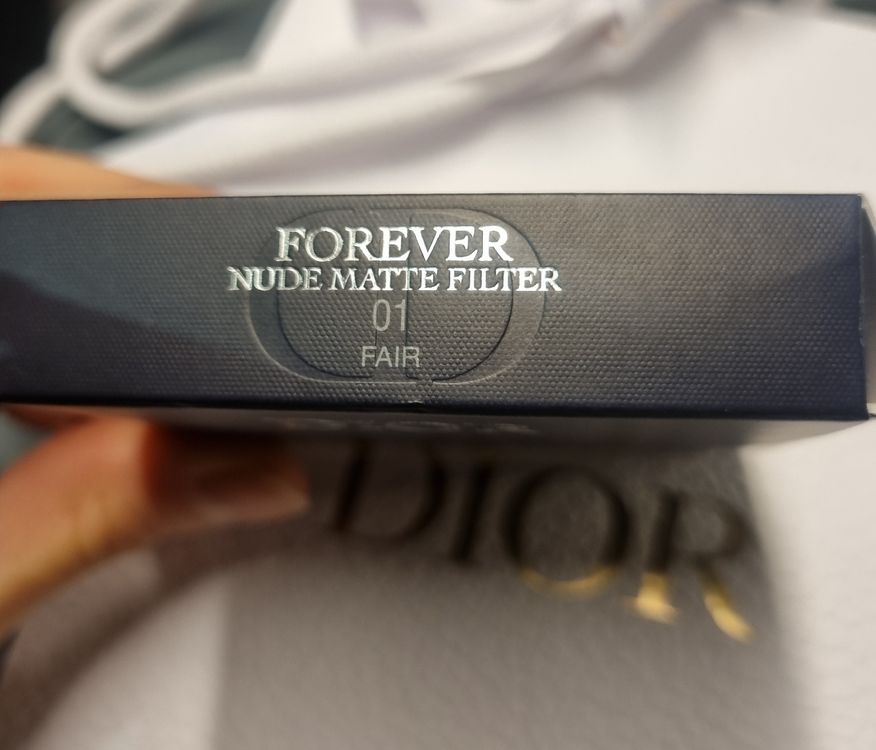 FOREVER
NUDE MATTE FILTER
01
FAIR
DIOR